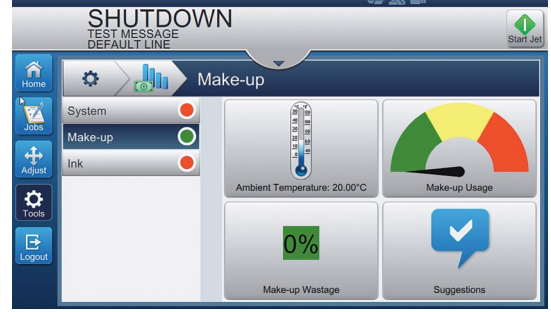 SHUTDOWN
TEST MESSAGE
DEFAULT LINE
Start Jet
Home
Make-up
Jobs
System
Make-up
Ink
Adjust
Tools
Logout
Ambient Temperature: 20.00°C
Make-up Usage
0%
Make-up Wastage
Suggestions